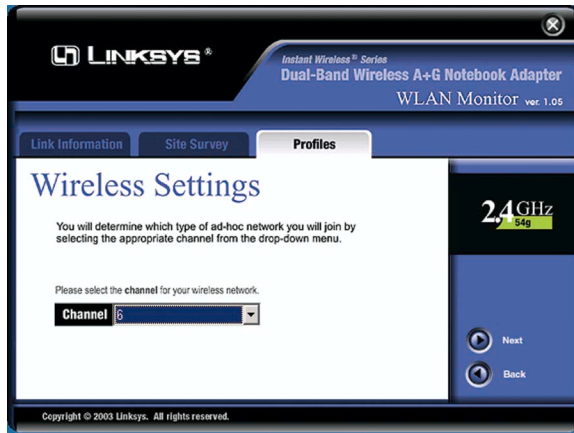 LINKSYS®
Instant Wireless® Series
Dual-Band Wireless A+G Notebook Adapter
WLAN Monitor ver. 1.05
Link Information
Site Survey
Profiles
Wireless Settings
You will determine which type of ad-hoc network you will join by
selecting the appropriate channel from the drop-down menu.
Please select the channel for your wireless network.
Channel 6
2.4GHz
54g
Next
Back
Copyright © 2003 Linksys. All rights reserved.